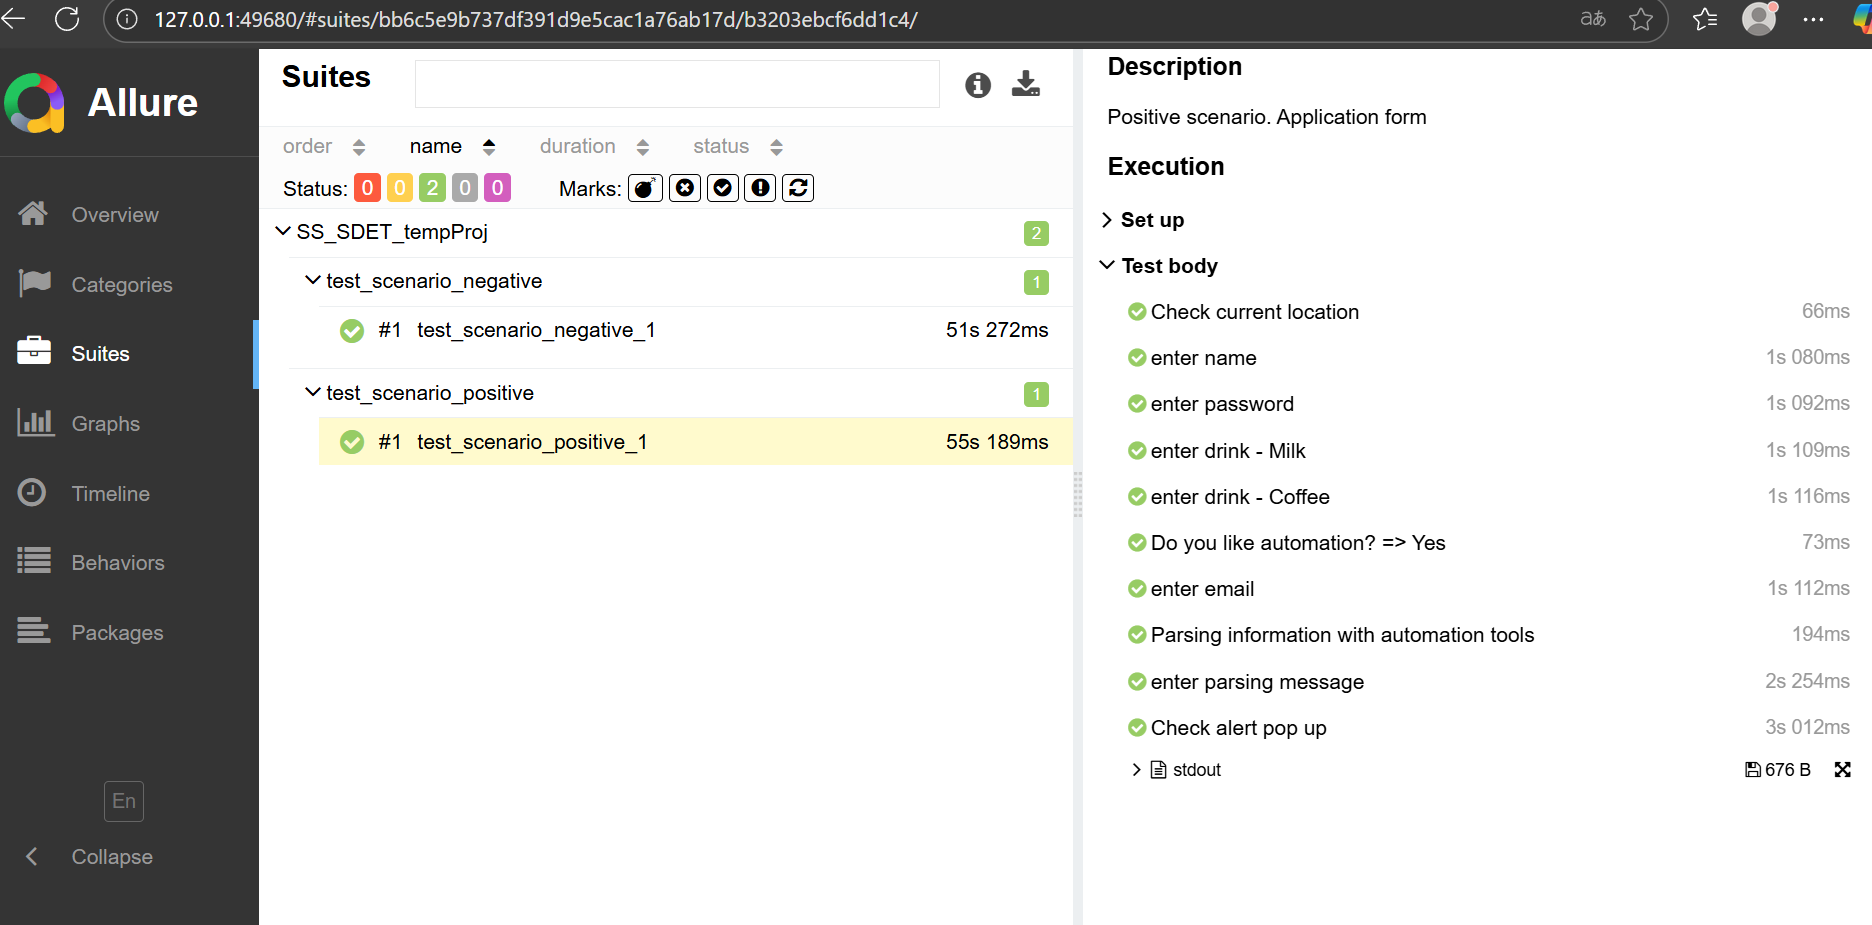 127.0.0.1:49680/#suites/bb6c5e9b737df391d9e5cac1a76ab17d/b3203ebcf6dd1c4/
aあ
Allure
Overview
Categories
Suites
Graphs
Timeline
Behaviors
Packages
En
Collapse
Suites
order name duration status
Status: 0 0 2 0 0 Marks:
SS_SDET_tempProj 2
test_scenario_negative 1
#1 test_scenario_negative_1 51s 272ms
test_scenario_positive 1
#1 test_scenario_positive_1 55s 189ms
Description
Positive scenario. Application form
Execution
Set up
Test body
Check current location 66ms
enter name 1s 080ms
enter password 1s 092ms
enter drink - Milk 1s 109ms
enter drink - Coffee 1s 116ms
Do you like automation? => Yes 73ms
enter email 1s 112ms
Parsing information with automation tools 194ms
enter parsing message 2s 254ms
Check alert pop up 3s 012ms
stdout 676 B